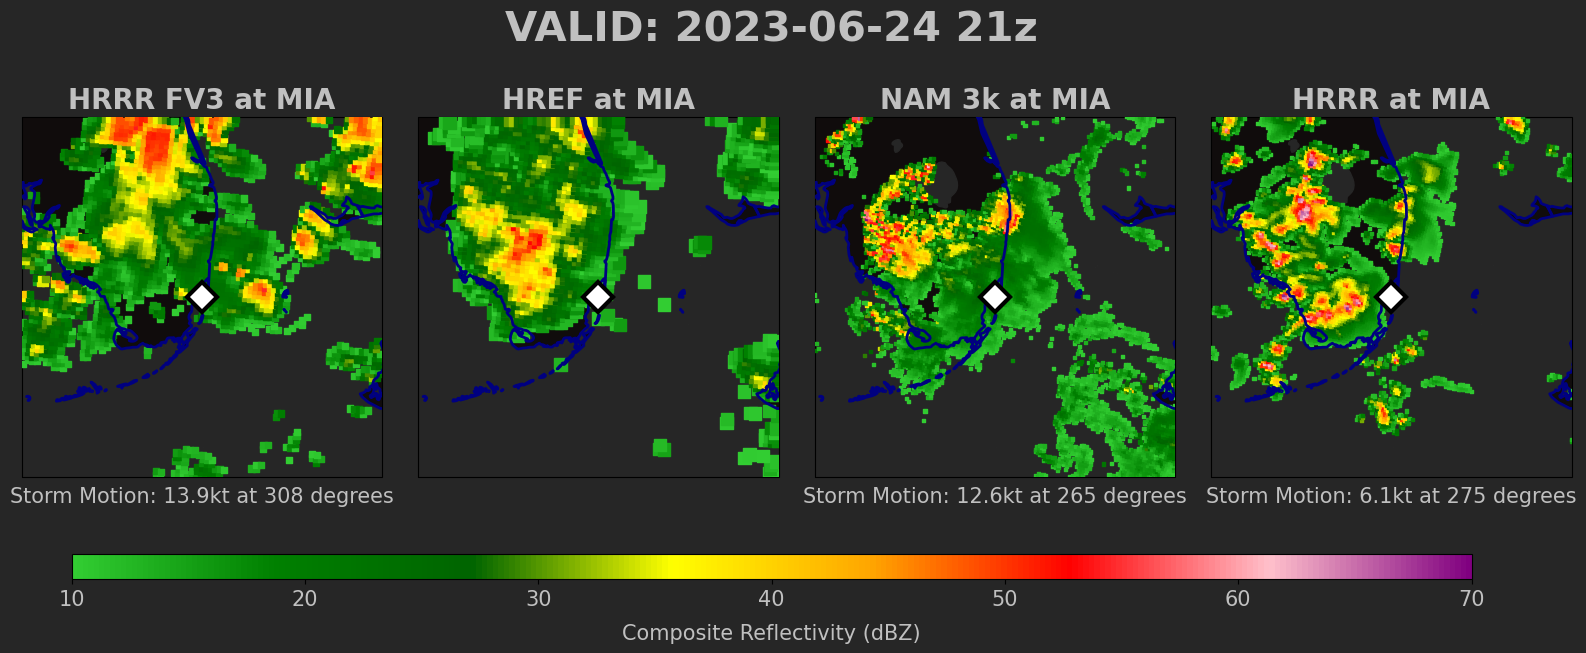 VALID: 2023-06-24 21z
HRRR FV3 at MIA
HREF at MIA
NAM 3k at MIA
HRRR at MIA
Storm Motion: 13.9kt at 308 degrees
Storm Motion: 12.6kt at 265 degrees
Storm Motion: 6.1kt at 275 degrees
10 20 30 40 50 60 70
Composite Reflectivity (dBZ)